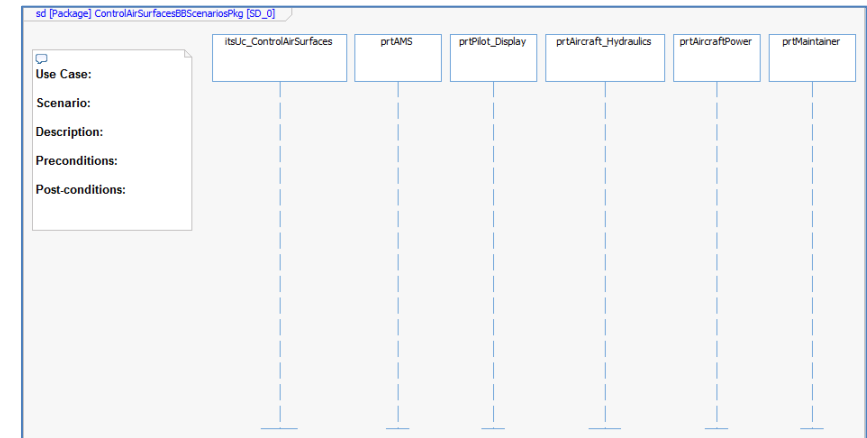 sd [Package] ControlAirSurfacesBBScenariosPkg [SD_0]
itsUc_ControlAirSurfaces prtAMS prtPilot_Display prtAircraft_Hydraulics prtAircraftPower prtMaintainer
Use Case:
Scenario:
Description:
Preconditions:
Post-conditions: